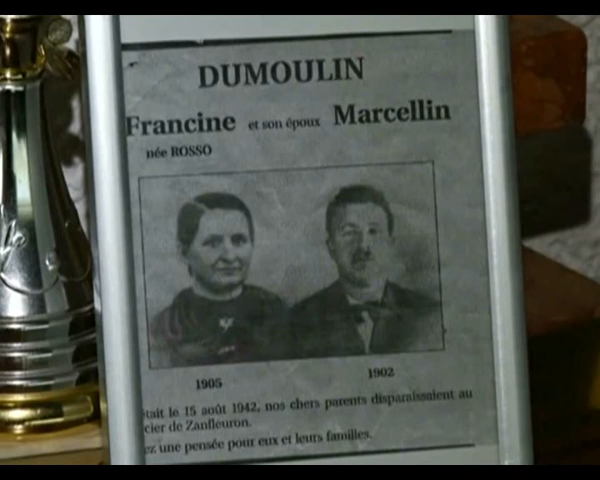 DUMOULIN
Francine et son époux Marcellin
née ROSSO
1905 1902
tait le 15 août 1942, nos chers parents disparaissaient au
cier de Zanfleuron.
ez une pensée pour eux et leurs familles.